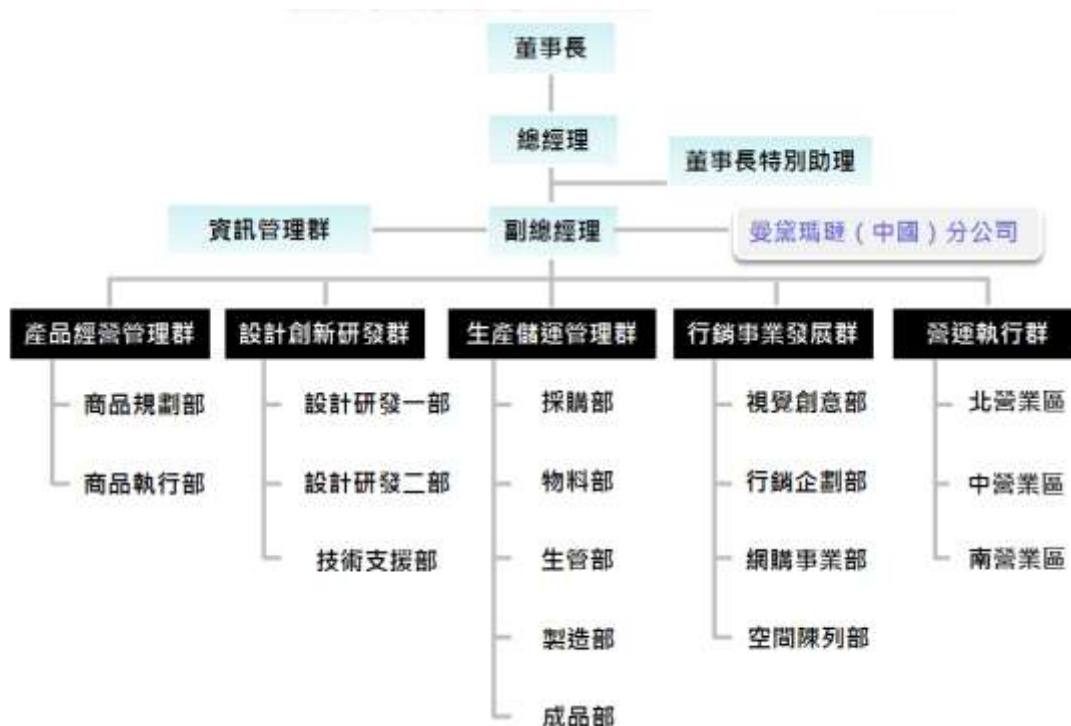 董事長
總經理
董事長特別助理
資訊管理群
副總經理
曼黛瑪璉（中國）分公司
產品經營管理群
設計創新研發群
生產儲運管理群
行銷事業發展群
營運執行群
商品規劃部
設計研發一部
採購部
視覺創意部
北營業區
商品執行部
設計研發二部
物料部
行銷企劃部
中營業區
技術支援部
生管部
網購事業部
南營業區
製造部
空間陳列部
成品部